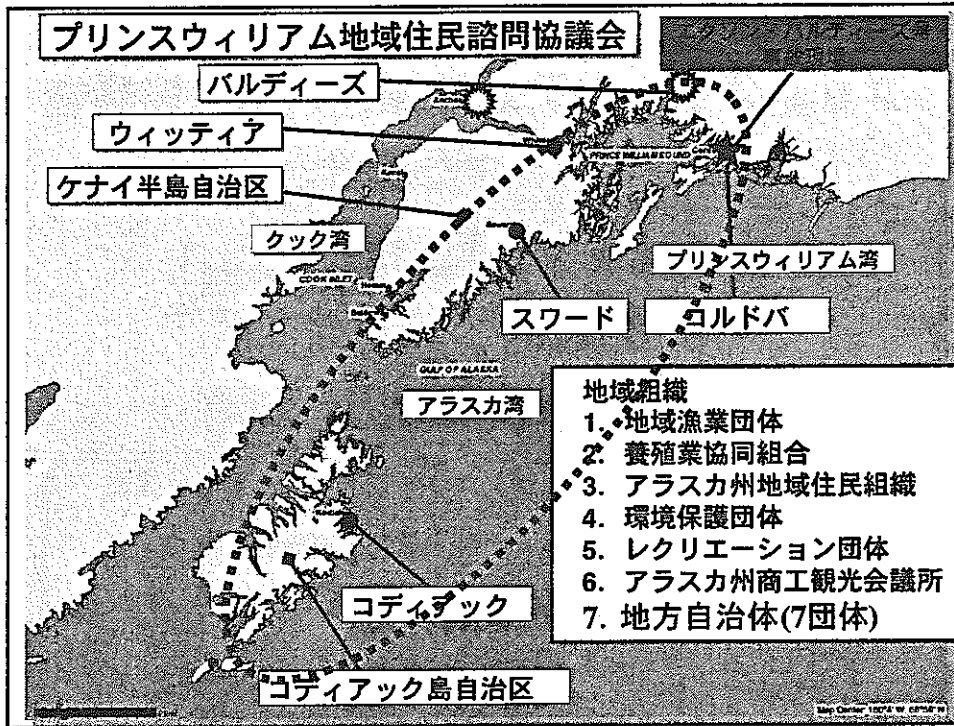 プリンスウィリアム地域住民諮問協議会
バルディーズ
ウィッティア
ケナイ半島自治区
クック湾
PRINCE WILLIAM SOUND
プリンスウィリアム湾
COOK INLET
スワード
コルドバ
GULF OF ALASKA
アラスカ湾
地域組織
1. 地域漁業団体
2. 養殖業協同組合
3. アラスカ州地域住民組織
4. 環境保護団体
5. レクリエーション団体
6. アラスカ州商工観光会議所
7. 地方自治体(7団体)
コディアック
コディアック島自治区